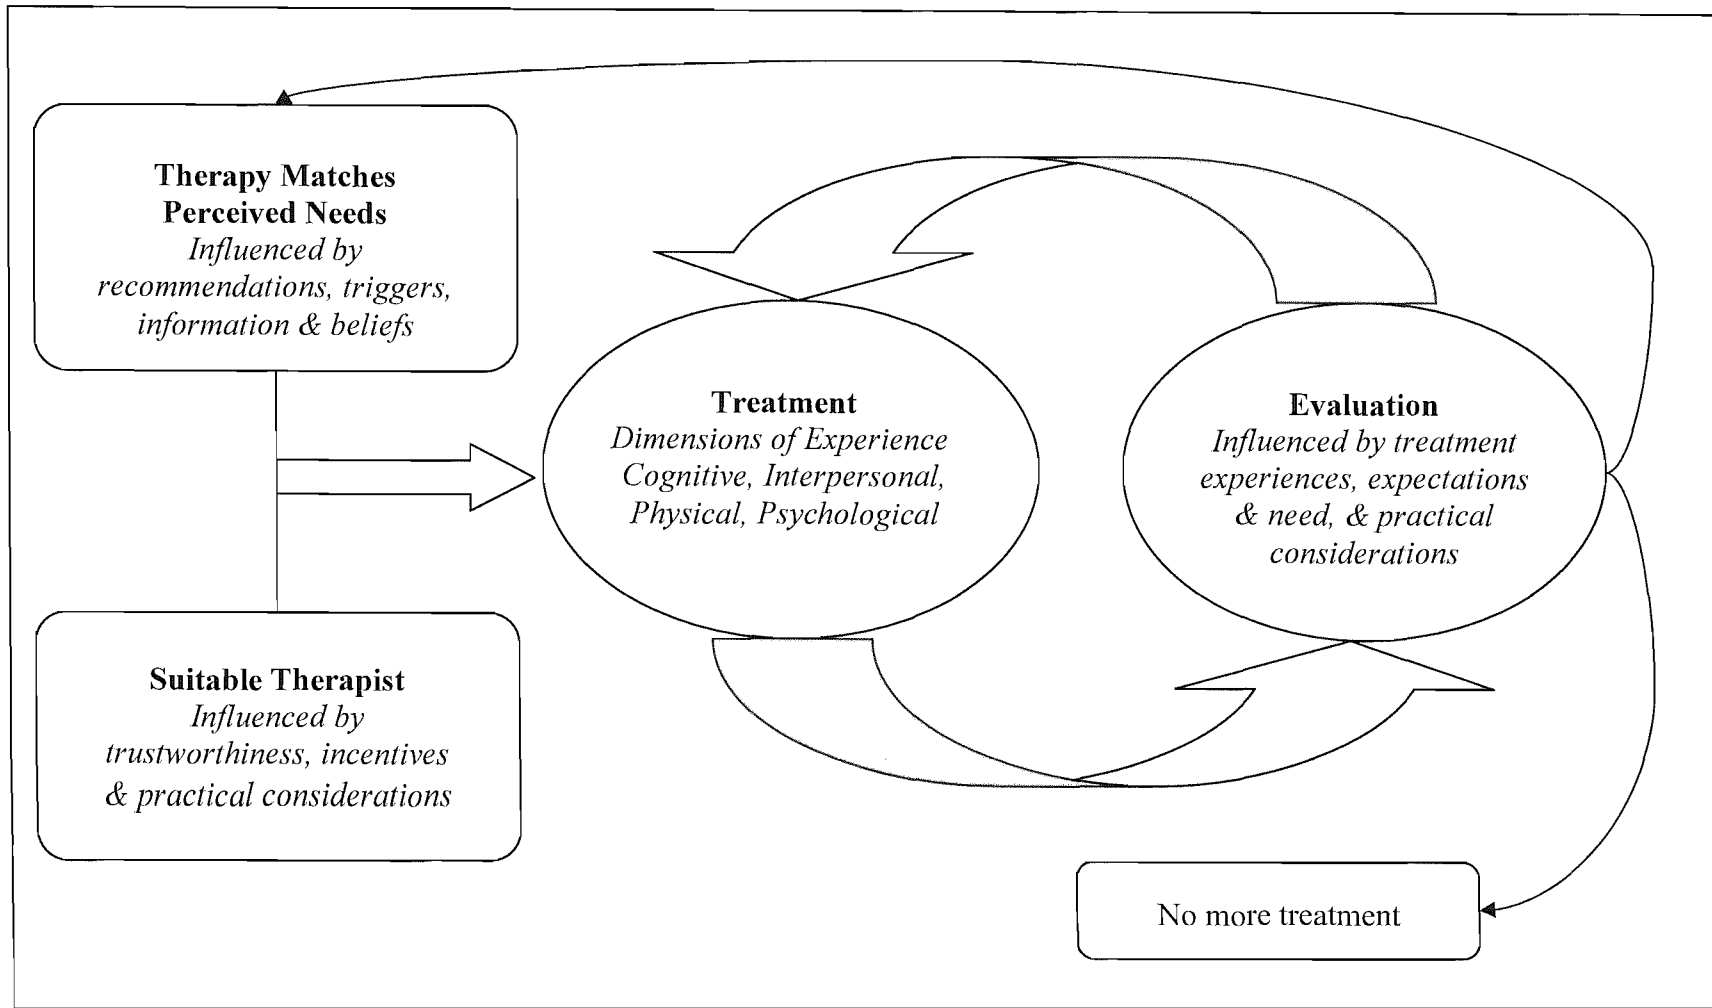 Therapy Matches
Perceived Needs
Influenced by
recommendations, triggers,
information & beliefs
Treatment
Dimensions of Experience
Cognitive, Interpersonal,
Physical, Psychological
Evaluation
Influenced by treatment
experiences, expectations
& need, & practical
considerations
Suitable Therapist
Influenced by
trustworthiness, incentives
& practical considerations
No more treatment